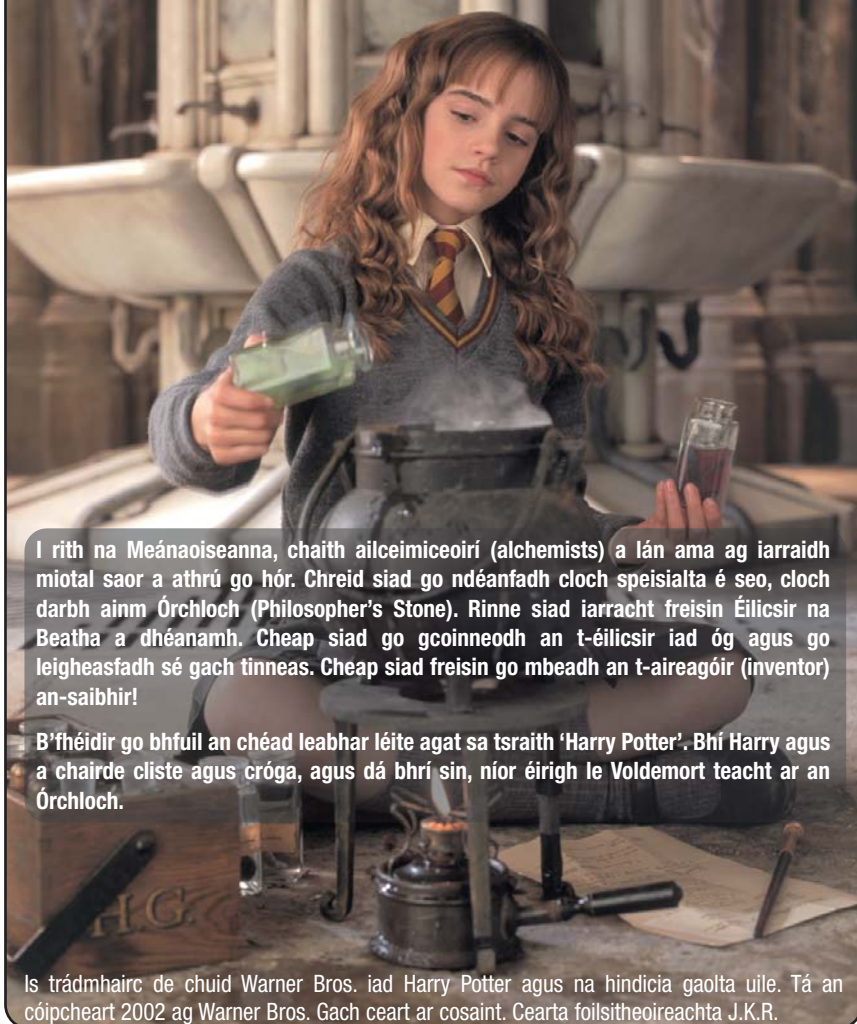 I rith na Meánaoiseanna, chaith ailceimiceoirí (alchemists) a lán ama ag iarraidh
miotal saor a athrú go hór. Chreid siad go ndéanfadh cloch speisialta é seo, cloch
darbh ainm Órchloch (Philosopher's Stone). Rinne siad iarracht freisin Éilicsir na
Beatha a dhéanamh. Cheap siad go gcoinneodh an t-éilicsir iad óg agus go
leigheasfadh sé gach tinneas. Cheap siad freisin go mbeadh an t-aireagóir (inventor)
an-saibhir!
B'fhéidir go bhfuil an chéad leabhar léite agat sa tsraith 'Harry Potter'. Bhí Harry agus
a chairde cliste agus cróga, agus dá bhrí sin, níor éirigh le Voldemort teacht ar an
Órchloch.
H.G.
Is trádmhairc de chuid Warner Bros. iad Harry Potter agus na hindicia gaolta uile. Tá an
cóipcheart 2002 ag Warner Bros. Gach ceart ar cosaint. Cearta foilsitheoireachta J.K.R.